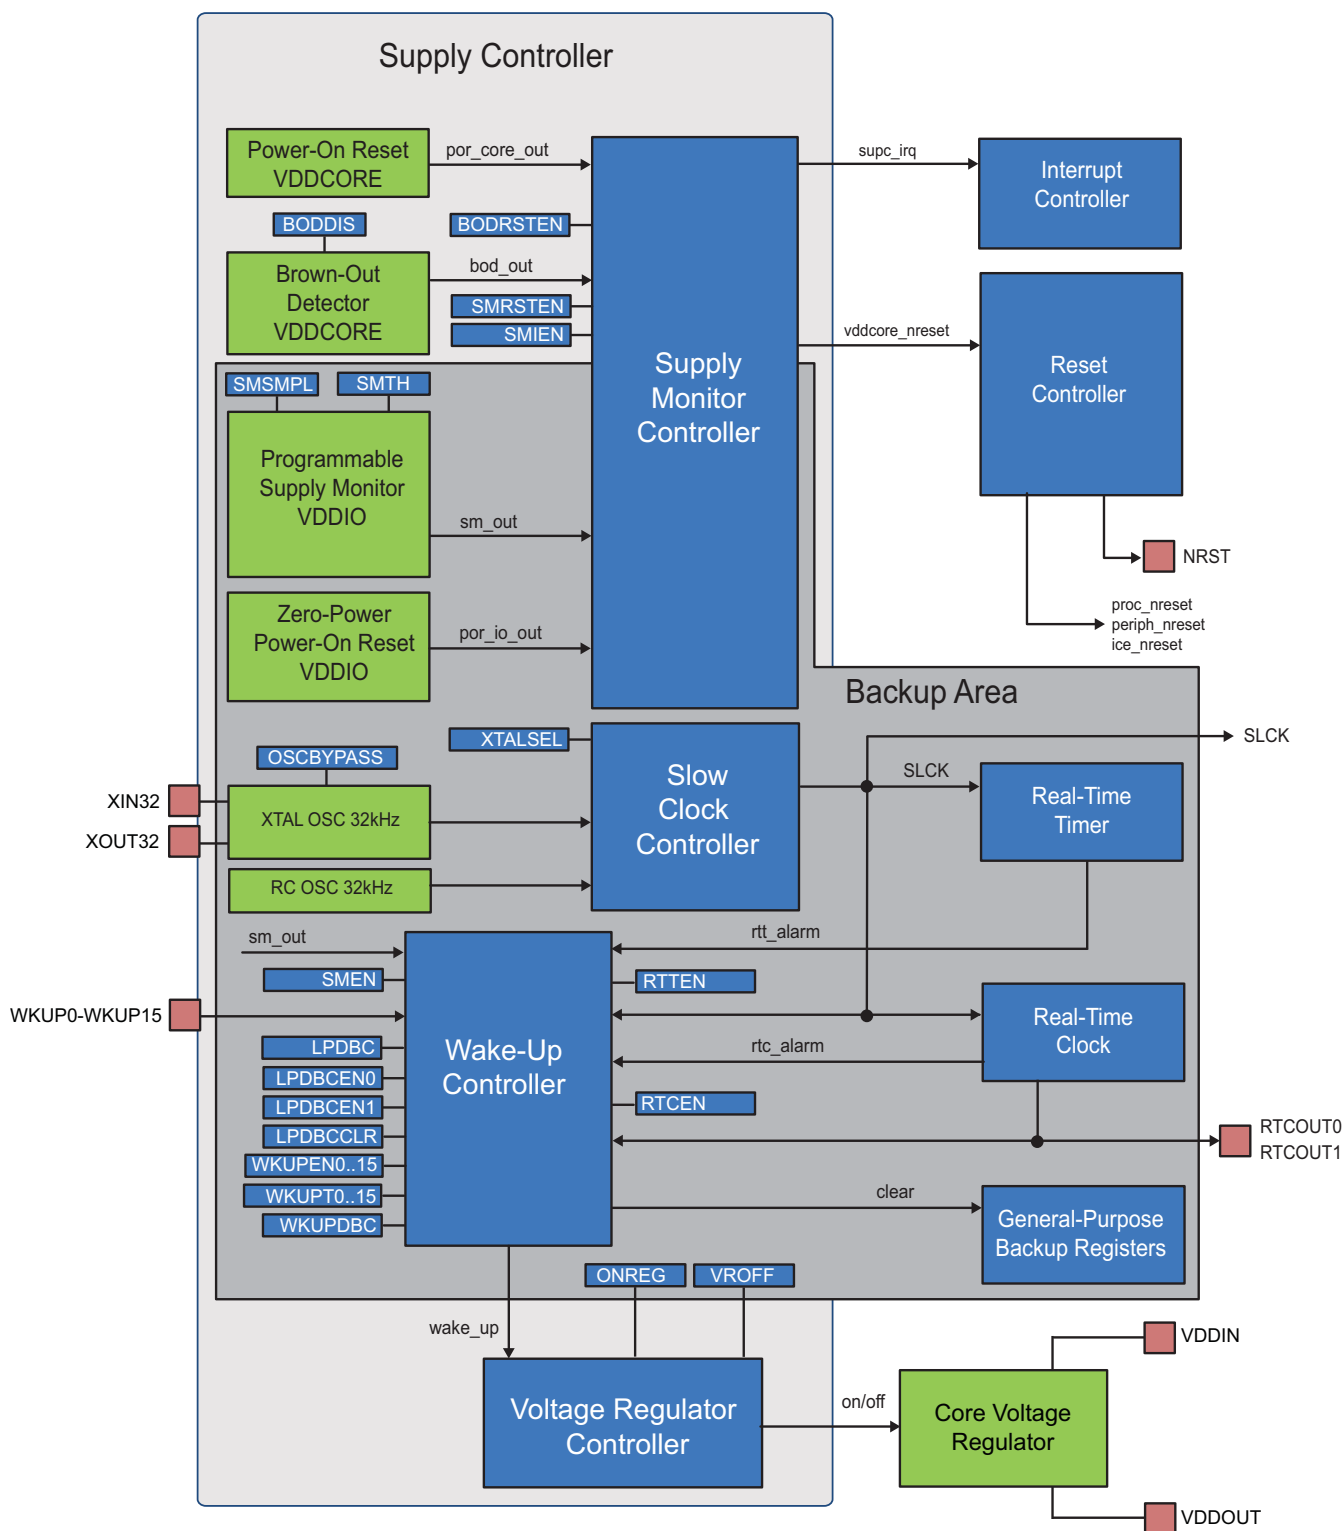 Supply Controller
Power-On Reset
VDDCORE
por_core_out
supc_irq
Interrupt
Controller
BODDIS
BODRSTEN
Brown-Out
Detector
VDDCORE
bod_out
SMRSTEN
SMIEN
vddcore_nreset
Reset
Controller
Supply
Monitor
Controller
SMSMPL
SMTH
Programmable
Supply Monitor
VDDIO
sm_out
NRST
Zero-Power
Power-On Reset
VDDIO
por_io_out
proc_nreset
periph_nreset
ice_nreset
Backup Area
XTALSEL
SLCK
OSCBYPASS
Slow
Clock
Controller
SLCK
Real-Time
Timer
XIN32
XOUT32
XTAL OSC 32kHz
RC OSC 32kHz
sm_out
rtt_alarm
SMEN
RTTEN
WKUP0-WKUP15
Wake-Up
Controller
Real-Time
Clock
LPDBC
rtc_alarm
LPDBCEN0
LPDBCEN1
RTCEN
LPDBCCLR
RTCOUT0
RTCOUT1
WKUPEN0..15
WKUPT0..15
WKUPDBC
clear
General-Purpose
Backup Registers
ONREG
VROFF
wake_up
VDDIN
Voltage Regulator
Controller
on/off
Core Voltage
Regulator
VDDOUT